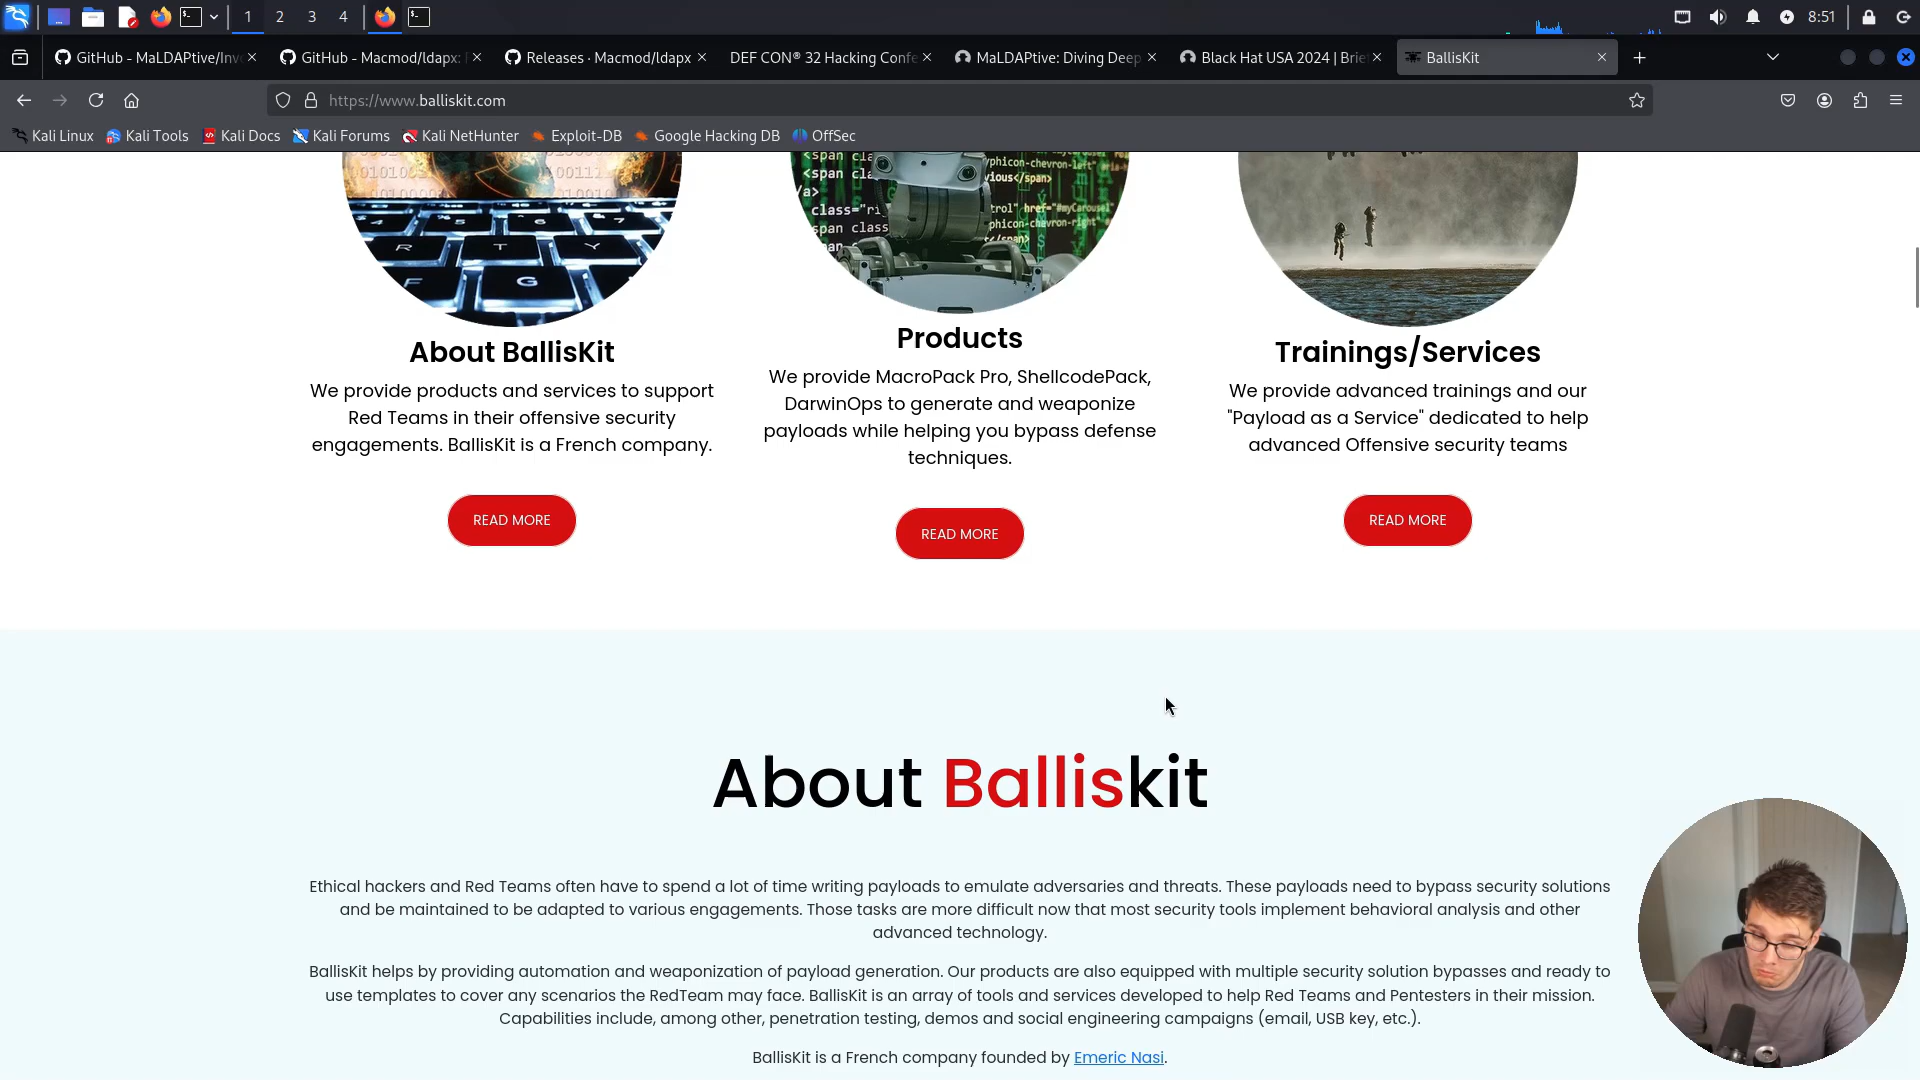 1
2
3
4
8:51
GitHub - MaLDAPtive/Inv
GitHub - Macmod/ldapx:
Releases · Macmod/ldapx
DEF CON® 32 Hacking Confe
MaLDAPtive: Diving Deep
Black Hat USA 2024 | Brie
BallisKit
https://www.balliskit.com
Kali Linux
Kali Tools
Kali Docs
Kali Forums
Kali NetHunter
Exploit-DB
Google Hacking DB
OffSec
About BallisKit
We provide products and services to support
Red Teams in their offensive security
engagements. BallisKit is a French company.
READ MORE
Products
We provide MacroPack Pro, ShellcodePack,
DarwinOps to generate and weaponize
payloads while helping you bypass defense
techniques.
READ MORE
Trainings/Services
We provide advanced trainings and our
"Payload as a Service" dedicated to help
advanced Offensive security teams
READ MORE
About Balliskit
Ethical hackers and Red Teams often have to spend a lot of time writing payloads to emulate adversaries and threats. These payloads need to bypass security solutions
and be maintained to be adapted to various engagements. Those tasks are more difficult now that most security tools implement behavioral analysis and other
advanced technology.
BallisKit helps by providing automation and weaponization of payload generation. Our products are also equipped with multiple security solution bypasses and ready to
use templates to cover any scenarios the RedTeam may face. BallisKit is an array of tools and services developed to help Red Teams and Pentesters in their mission.
Capabilities include, among other, penetration testing, demos and social engineering campaigns (email, USB key, etc.).
BallisKit is a French company founded by Emeric Nasi.